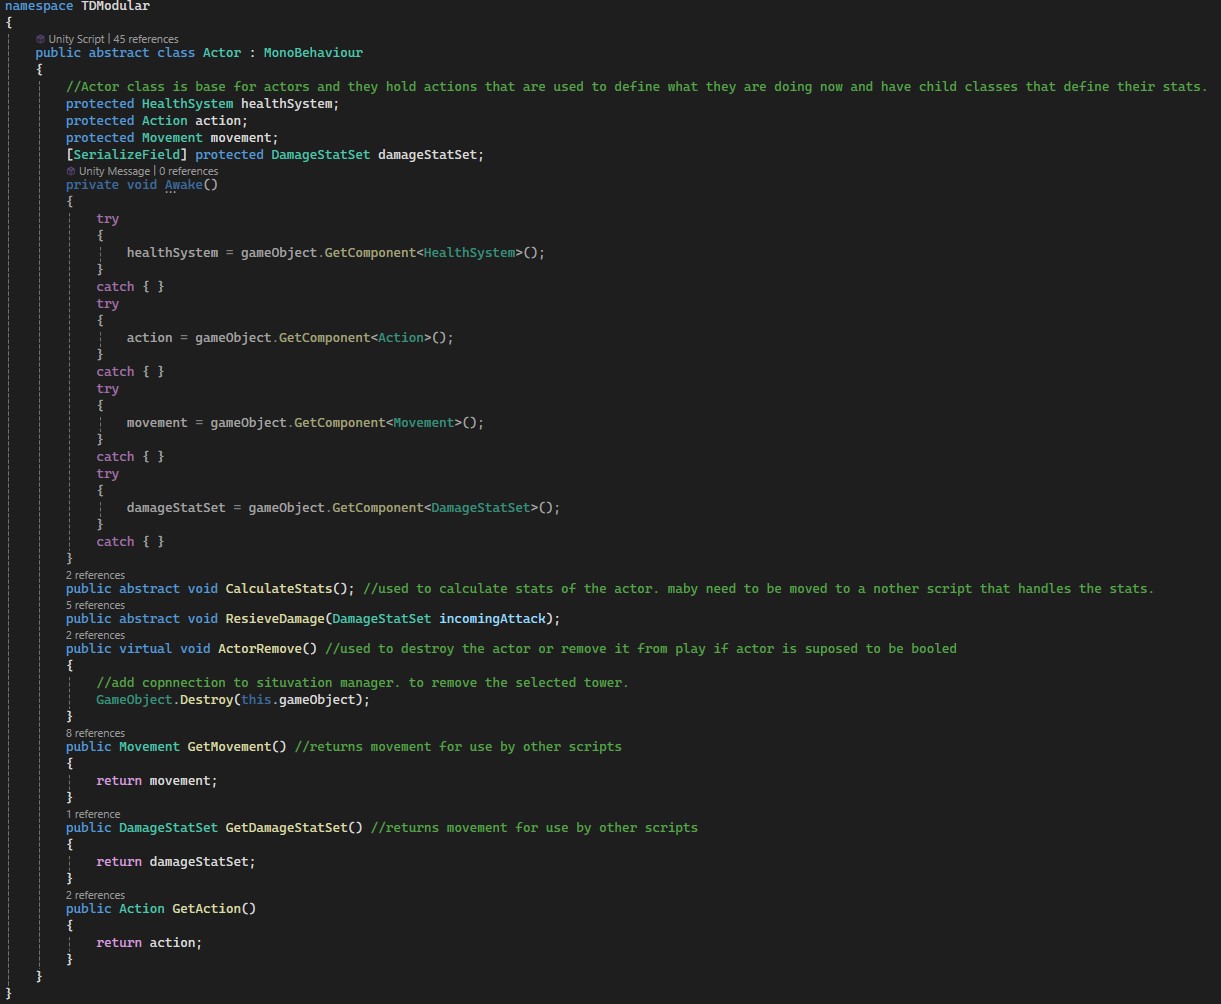 namespace TDModular
{
Unity Script | 45 references
public abstract class Actor : MonoBehaviour
{
//Actor class is base for actors and they hold actions that are used to define what they are doing now and have child classes that define their stats.
protected HealthSystem healthSystem;
protected Action action;
protected Movement movement;
[SerializeField] protected DamageStatSet damageStatSet;
Unity Message | 0 references
private void Awake()
{
try
{
healthSystem = gameObject.GetComponent<HealthSystem>();
}
catch { }
try
{
action = gameObject.GetComponent<Action>();
}
catch { }
try
{
movement = gameObject.GetComponent<Movement>();
}
catch { }
try
{
damageStatSet = gameObject.GetComponent<DamageStatSet>();
}
catch { }
}
2 references
public abstract void CalculateStats(); //used to calculate stats of the actor. maby need to be moved to a nother script that handles the stats.
5 references
public abstract void ResieveDamage(DamageStatSet incomingAttack);
2 references
public virtual void ActorRemove() //used to destroy the actor or remove it from play if actor is suposed to be booled
{
//add copnnection to situvation manager. to remove the selected tower.
GameObject.Destroy(this.gameObject);
}
8 references
public Movement GetMovement() //returns movement for use by other scripts
{
return movement;
}
1 reference
public DamageStatSet GetDamageStatSet() //returns movement for use by other scripts
{
return damageStatSet;
}
2 references
public Action GetAction()
{
return action;
}
}
}